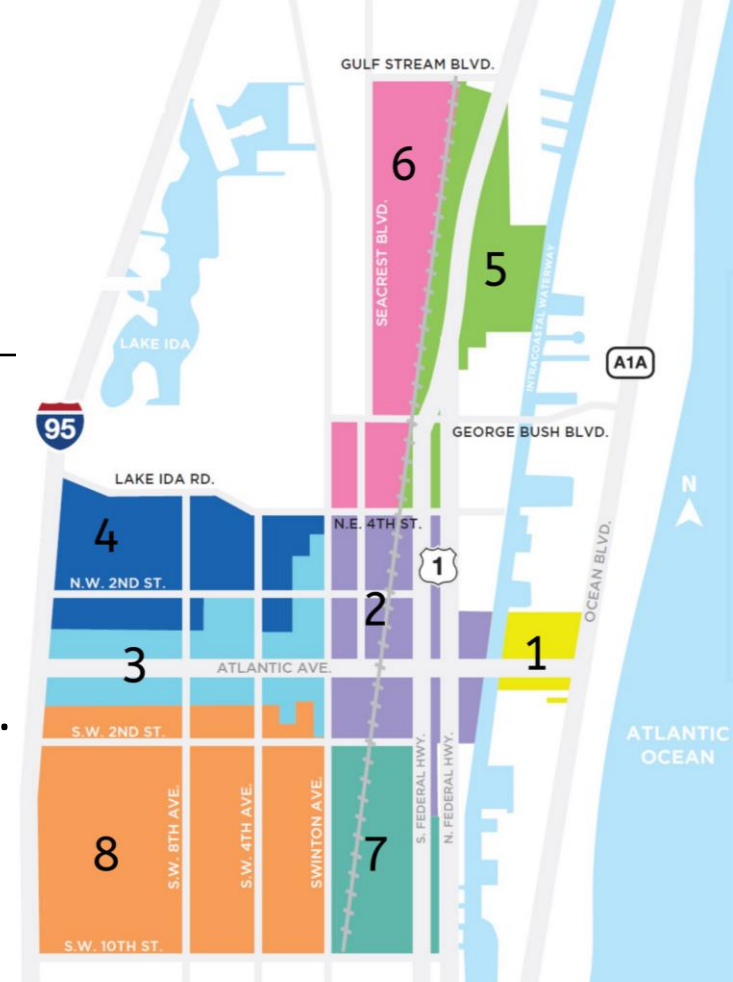 GULF STREAM BLVD.
6
SEACREST BLVD.
5
INTRACOASTAL WATERWAY
LAKE IDA
A1A
95
GEORGE BUSH BLVD.
LAKE IDA RD.
N
4
N.E. 4TH ST.
1
OCEAN BLVD.
N.W. 2ND ST.
2
3
ATLANTIC AVE.
1
S.W. 2ND ST.
.
ATLANTIC
OCEAN
S. FEDERAL HWY.
N. FEDERAL HWY.
S.W. 8TH AVE.
S.W. 4TH AVE.
SWINTON AVE.
8
7
S.W. 10TH ST.